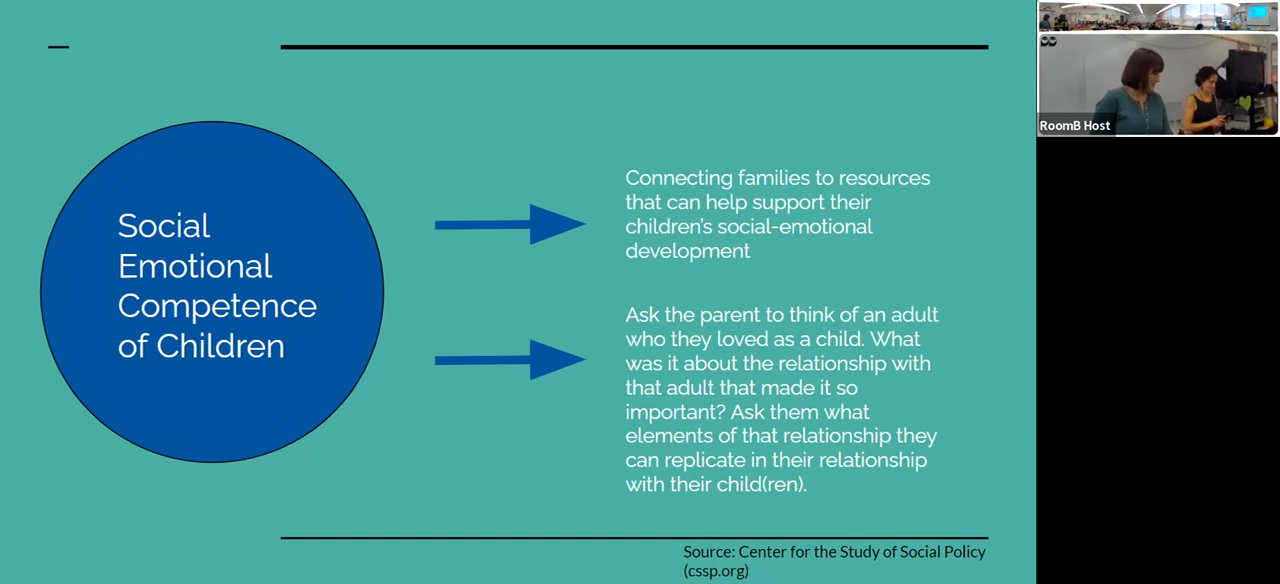 Social
Emotional
Competence
of Children
Connecting families to resources
that can help support their
children’s social-emotional
development
Ask the parent to think of an adult
who they loved as a child. What
was it about the relationship with
that adult that made it so
important? Ask them what
elements of that relationship they
can replicate in their relationship
with their child(ren).
Source: Center for the Study of Social Policy
(cssp.org)
RoomB Host